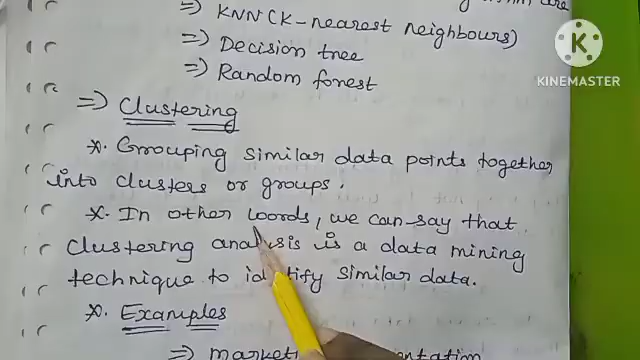 are
=> KNN (K-nearest neighbours)
=> Decision tree
=> Random forest
=> Clustering
*. Grouping similar data points together
into clusters or groups.
*. In other words, we can say that
clustering analysis is a data mining
technique to identify similar data.
*. Examples
=>
KINEMASTER